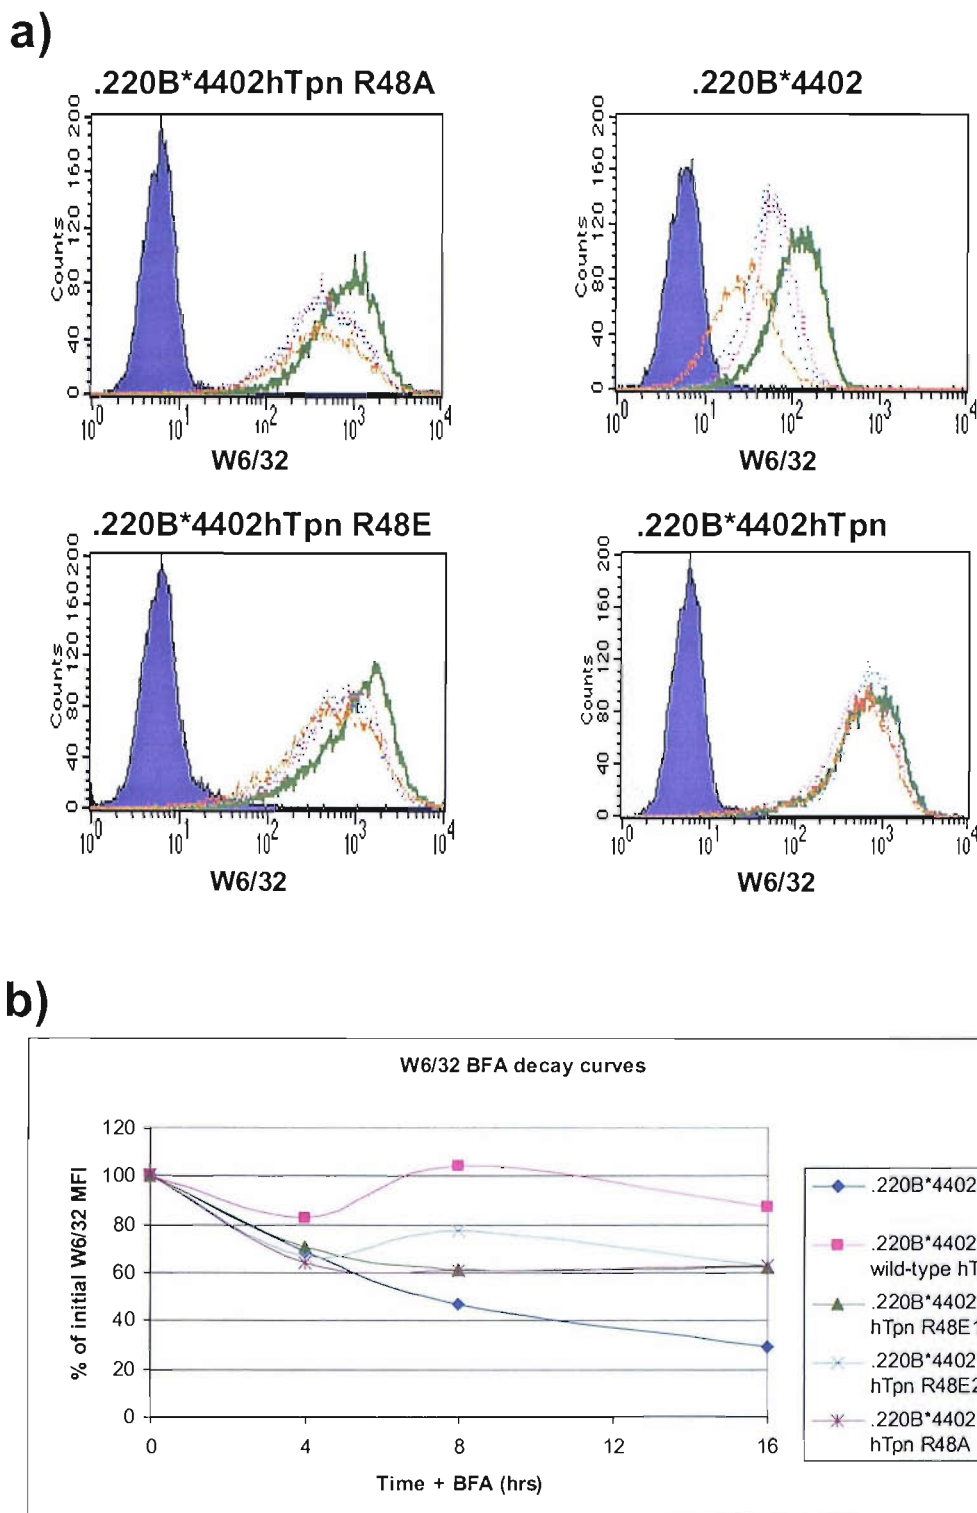 a)
.220B*4402hTpn R48A
.220B*4402
200
160
120
80
40
0
Counts
10^0 10^1 10^2 10^3 10^4
W6/32
200
160
120
80
40
0
Counts
10^0 10^1 10^2 10^3 10^4
W6/32
.220B*4402hTpn R48E
.220B*4402hTpn
200
160
120
80
40
0
Counts
10^0 10^1 10^2 10^3 10^4
W6/32
200
160
120
80
40
0
Counts
10^0 10^1 10^2 10^3 10^4
W6/32
b)
W6/32 BFA decay curves
% of initial W6/32 MFI
120
100
80
60
40
20
0
0 4 8 12 16
Time + BFA (hrs)
.220B*4402
.220B*4402
wild-type hT
.220B*4402
hTpn R48E1
.220B*4402
hTpn R48E2
.220B*4402
hTpn R48A